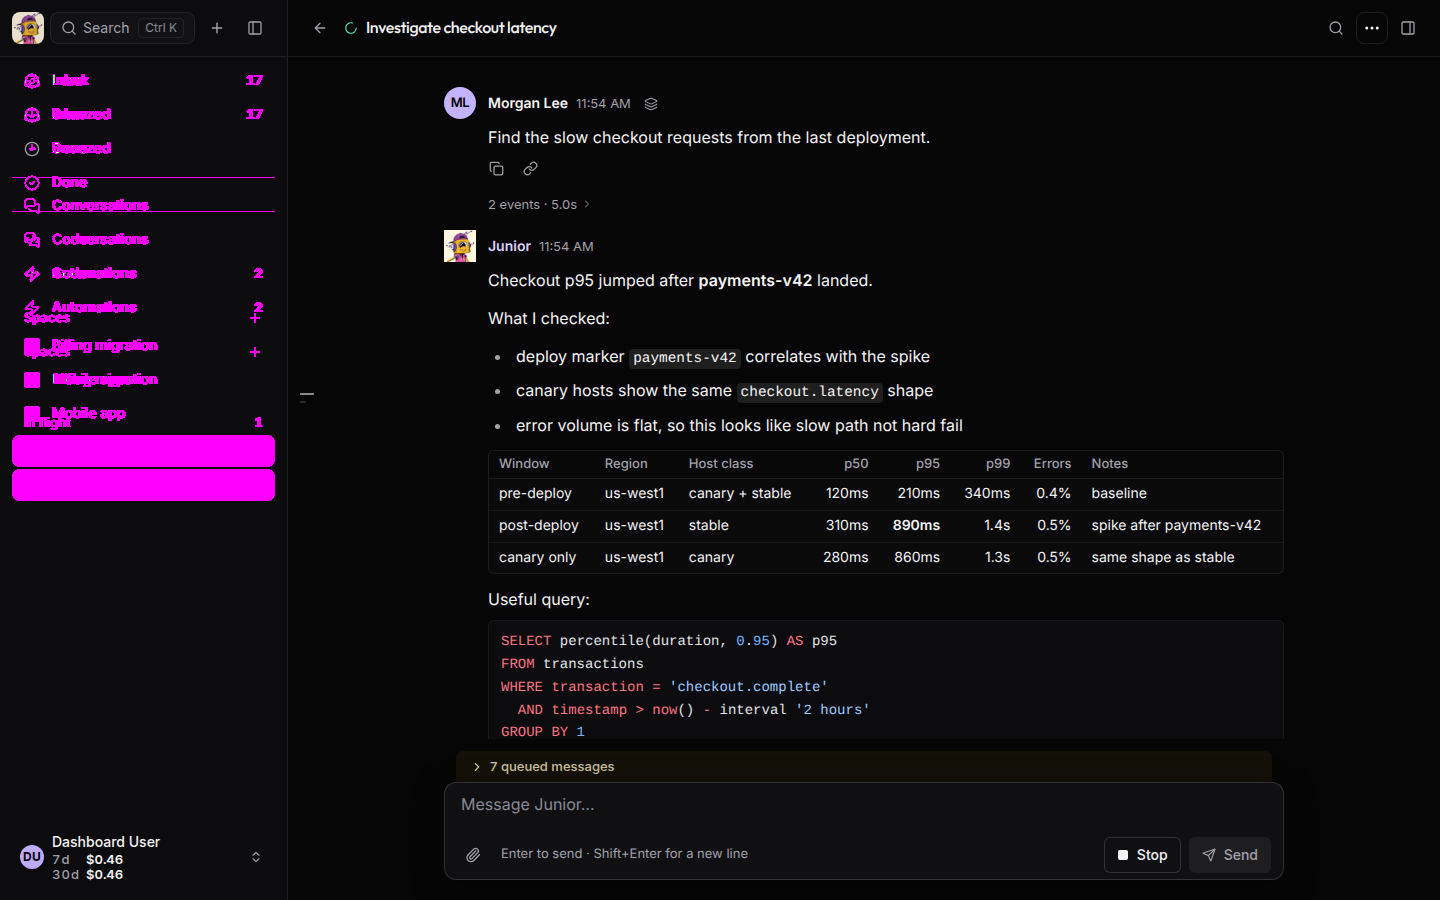 Search Ctrl K
Investigate checkout latency
17
17
Done
Conversations
2
Automations
2
Spaces
migration
Mobile app
1
Dashboard User
7d $0.46
30d $0.46
ML Morgan Lee 11:54 AM
Find the slow checkout requests from the last deployment.
2 events · 5.0s
Junior 11:54 AM
Checkout p95 jumped after payments-v42 landed.
What I checked:
deploy marker payments-v42 correlates with the spike
canary hosts show the same checkout.latency shape
error volume is flat, so this looks like slow path not hard fail
Window Region Host class p50 p95 p99 Errors Notes
pre-deploy us-west1 canary + stable 120ms 210ms 340ms 0.4% baseline
post-deploy us-west1 stable 310ms 890ms 1.4s 0.5% spike after payments-v42
canary only us-west1 canary 280ms 860ms 1.3s 0.5% same shape as stable
Useful query:
SELECT percentile(duration, 0.95) AS p95
FROM transactions
WHERE transaction = 'checkout.complete'
AND timestamp > now() - interval '2 hours'
GROUP BY 1
7 queued messages
Message Junior...
Enter to send · Shift+Enter for a new line
Stop
Send
DU